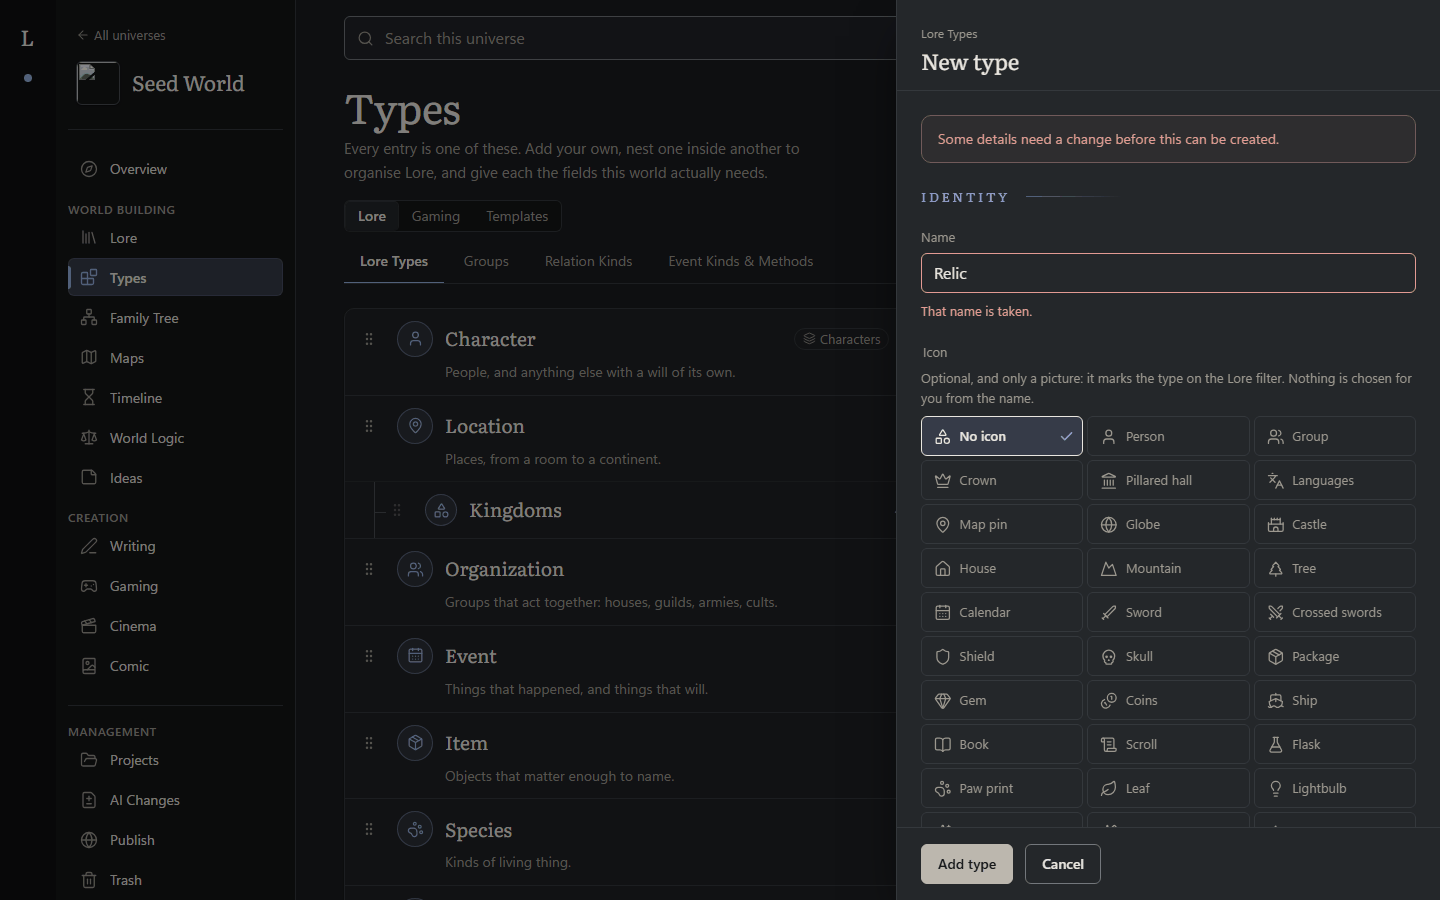 L
All universes
Seed World
Overview
WORLD BUILDING
Lore
Types
Family Tree
Maps
Timeline
World Logic
Ideas
CREATION
Writing
Gaming
Cinema
Comic
MANAGEMENT
Projects
AI Changes
Publish
Trash
Search this universe
Types
Every entry is one of these. Add your own, nest one inside another to
organise Lore, and give each the fields this world actually needs.
Lore Gaming Templates
Lore Types Groups Relation Kinds Event Kinds & Methods
Character Characters
People, and anything else with a will of its own.
Location
Places, from a room to a continent.
Kingdoms
Organization
Groups that act together: houses, guilds, armies, cults.
Event
Things that happened, and things that will.
Item
Objects that matter enough to name.
Species
Kinds of living thing.
Lore Types
New type
Some details need a change before this can be created.
IDENTITY
Name
Relic
That name is taken.
Icon
Optional, and only a picture: it marks the type on the Lore filter. Nothing is chosen for
you from the name.
No icon Person Group
Crown Pillared hall Languages
Map pin Globe Castle
House Mountain Tree
Calendar Sword Crossed swords
Shield Skull Package
Gem Coins Ship
Book Scroll Flask
Paw print Leaf Lightbulb
Add type Cancel